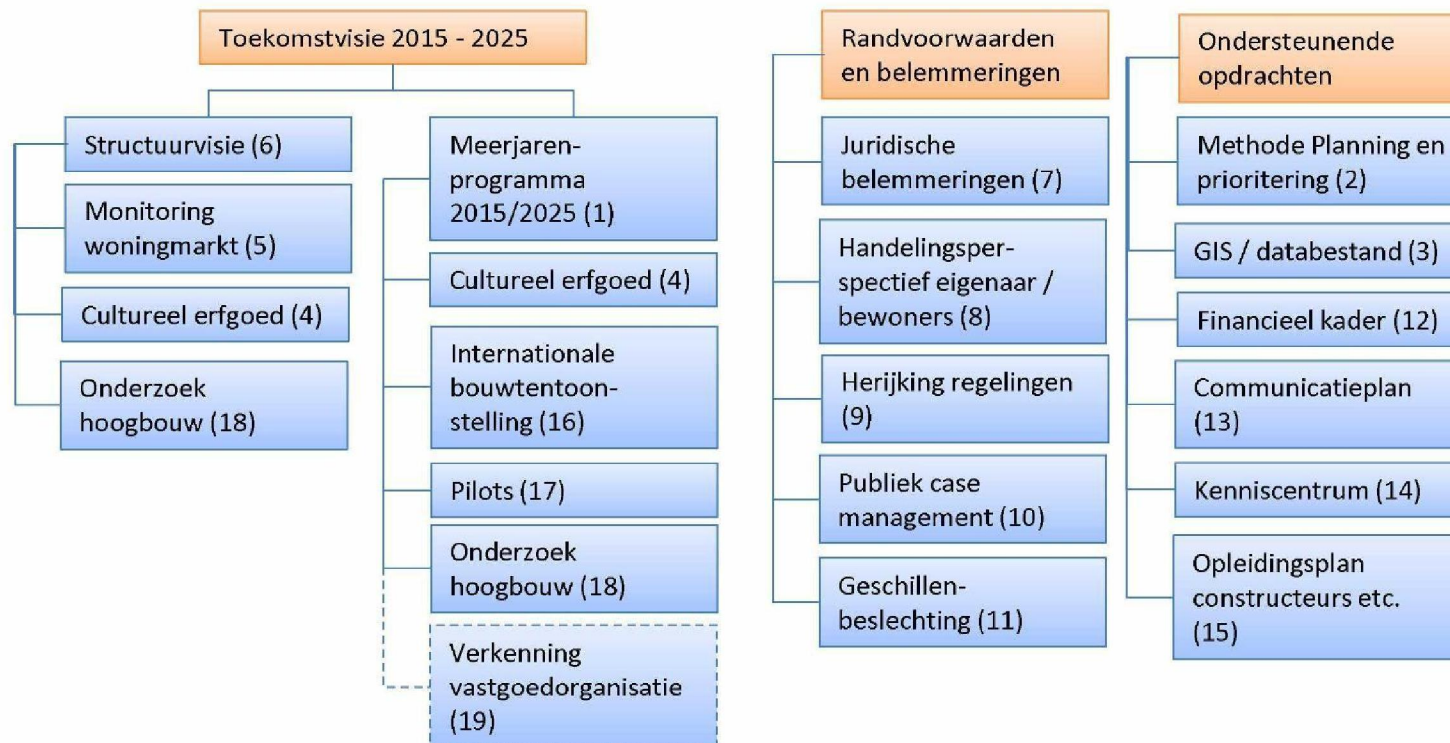 Toekomstvisie 2015 - 2025
Structuurvisie (6)
Monitoring
woningmarkt (5)
Cultureel erfgoed (4)
Onderzoek
hoogbouw (18)
Meerjaren-
programma
2015/2025 (1)
Cultureel erfgoed (4)
Internationale
bouwtentoon-
stelling (16)
Pilots (17)
Onderzoek
hoogbouw (18)
Verkenning
vastgoedorganisatie
(19)
Randvoorwaarden
en belemmeringen
Juridische
belemmeringen (7)
Handelingsper-
spectief eigenaar /
bewoners (8)
Herijking regelingen
(9)
Publiek case
management (10)
Geschillen-
beslechting (11)
Ondersteunende
opdrachten
Methode Planning en
prioritering (2)
GIS / databestand (3)
Financieel kader (12)
Communicatieplan
(13)
Kenniscentrum (14)
Opleidingsplan
constructeurs etc.
(15)